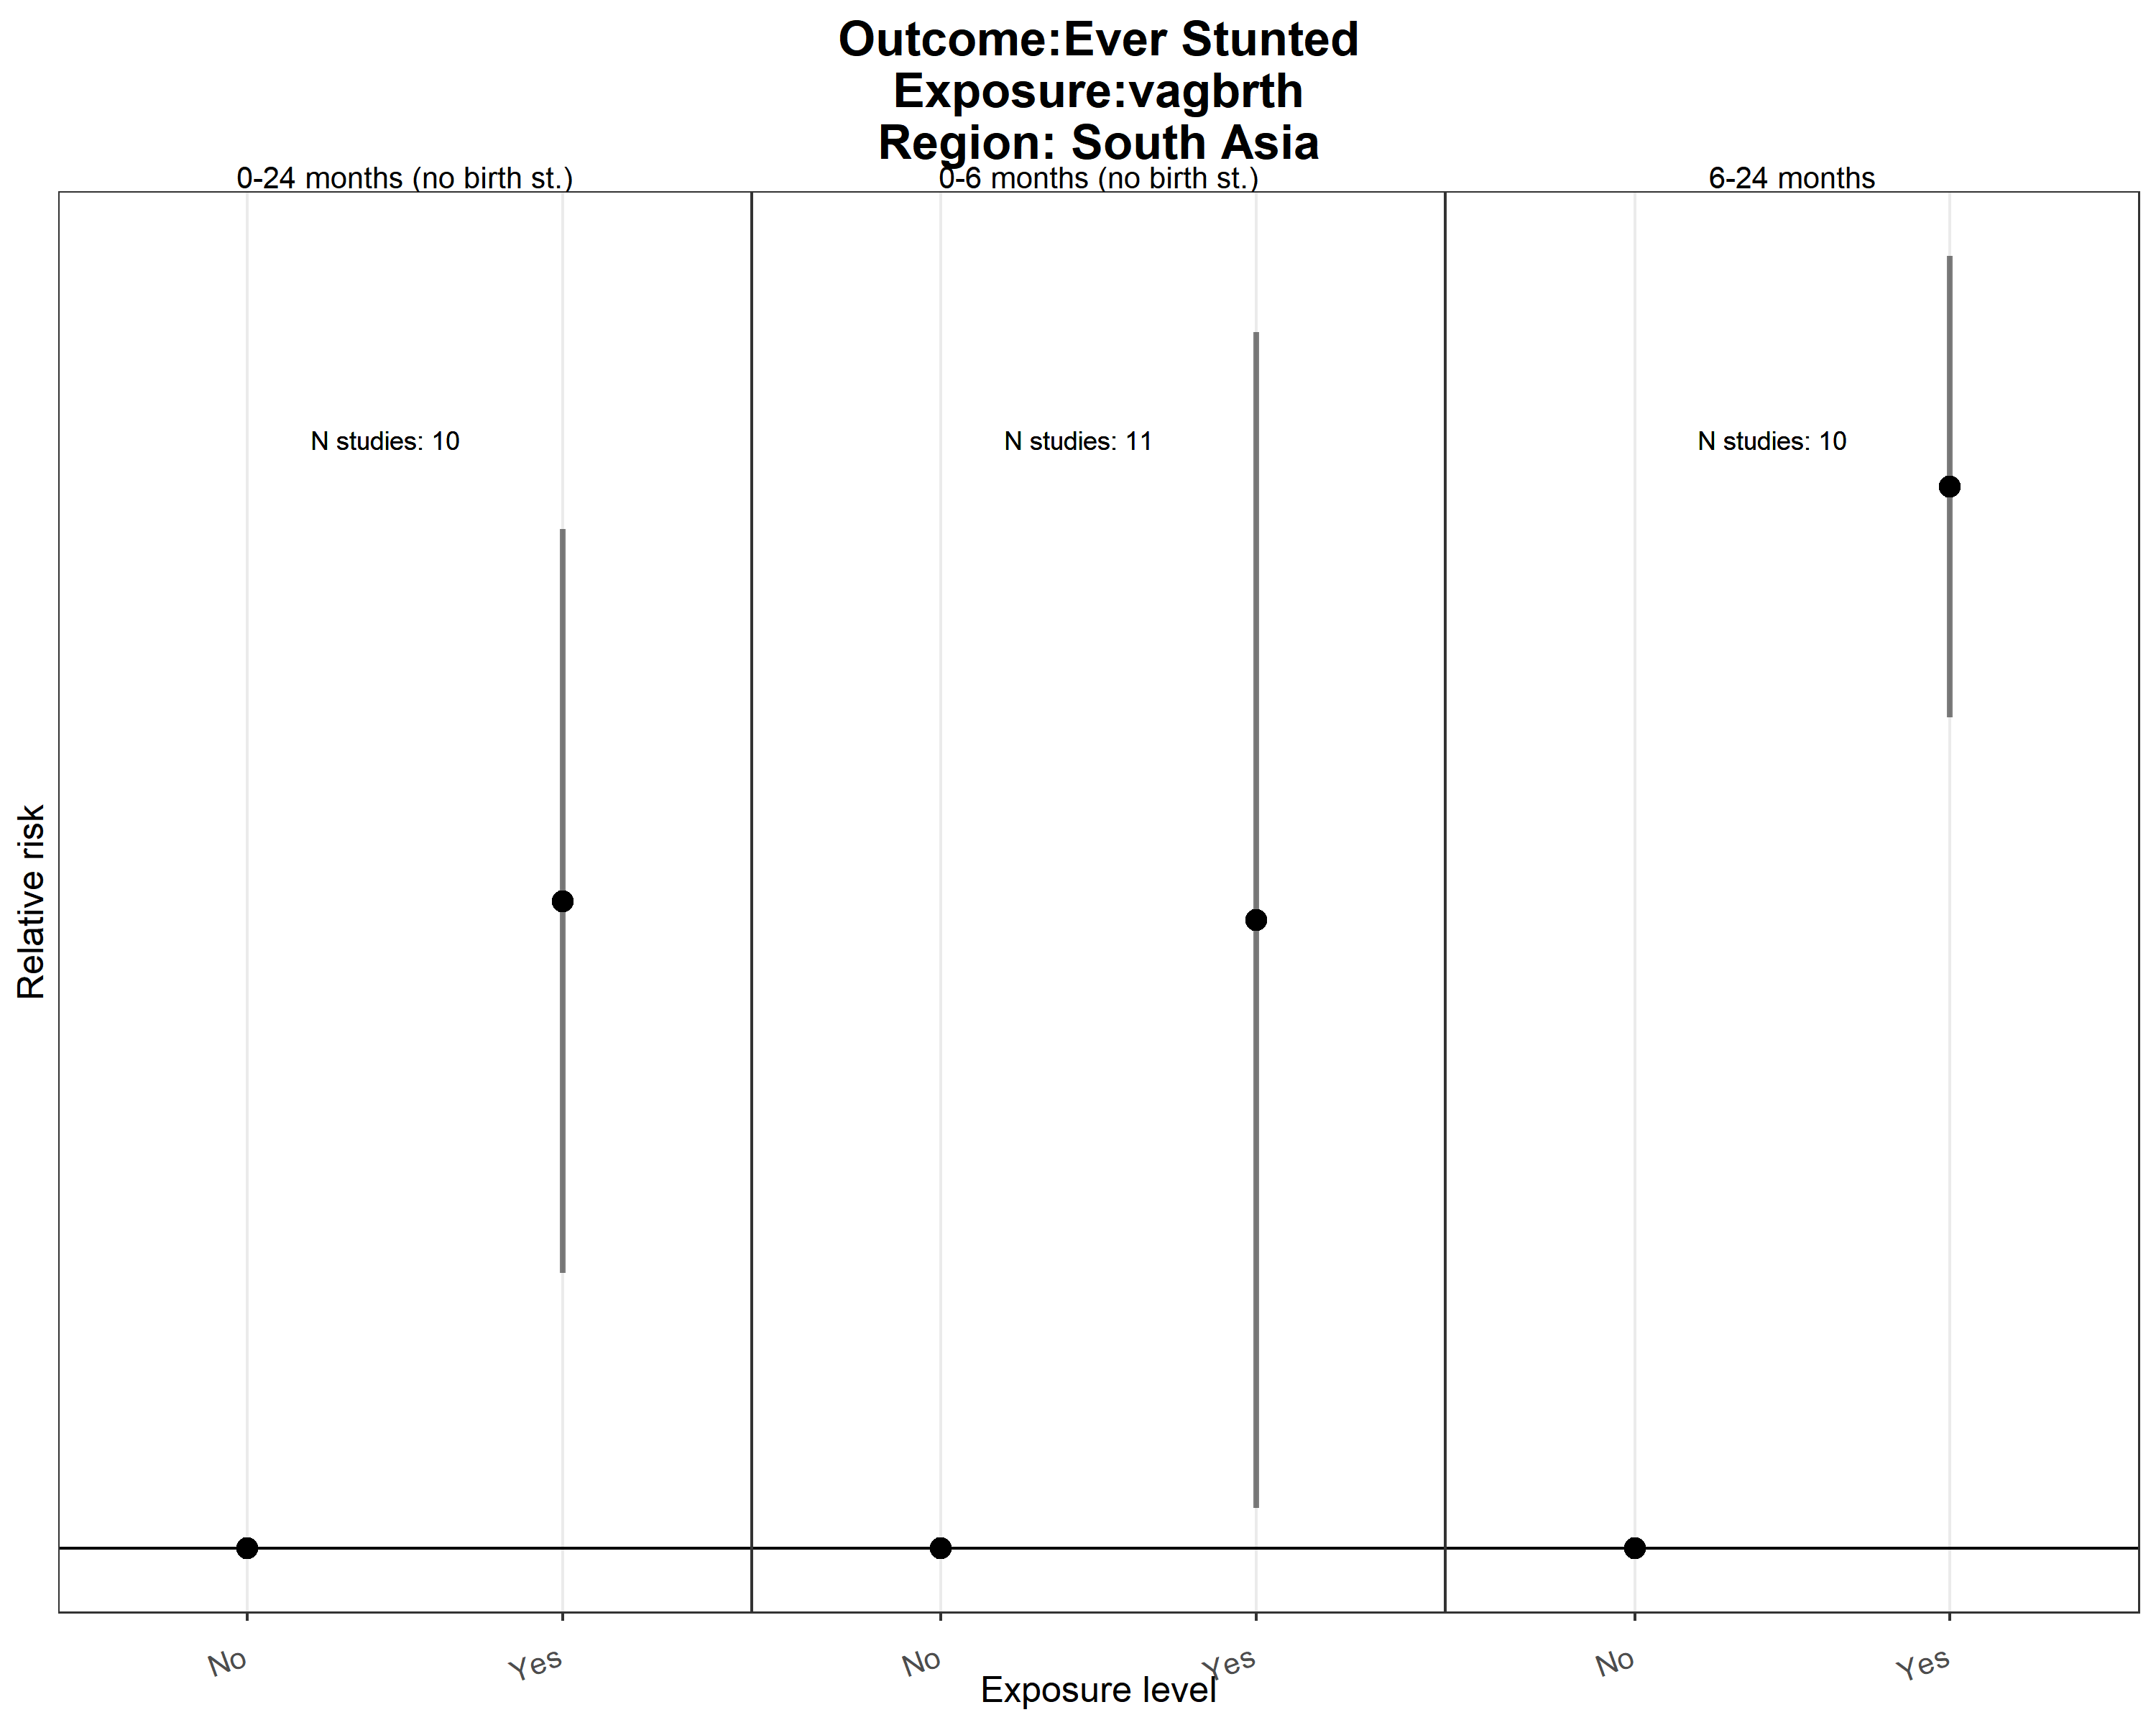 Outcome:Ever Stunted
Exposure:vagbrth
Region: South Asia
0-24 months (no birth st.)
0-6 months (no birth st.)
6-24 months
N studies: 10
N studies: 11
N studies: 10
Relative risk
No
Yes
No
Yes
No
Yes
Exposure level